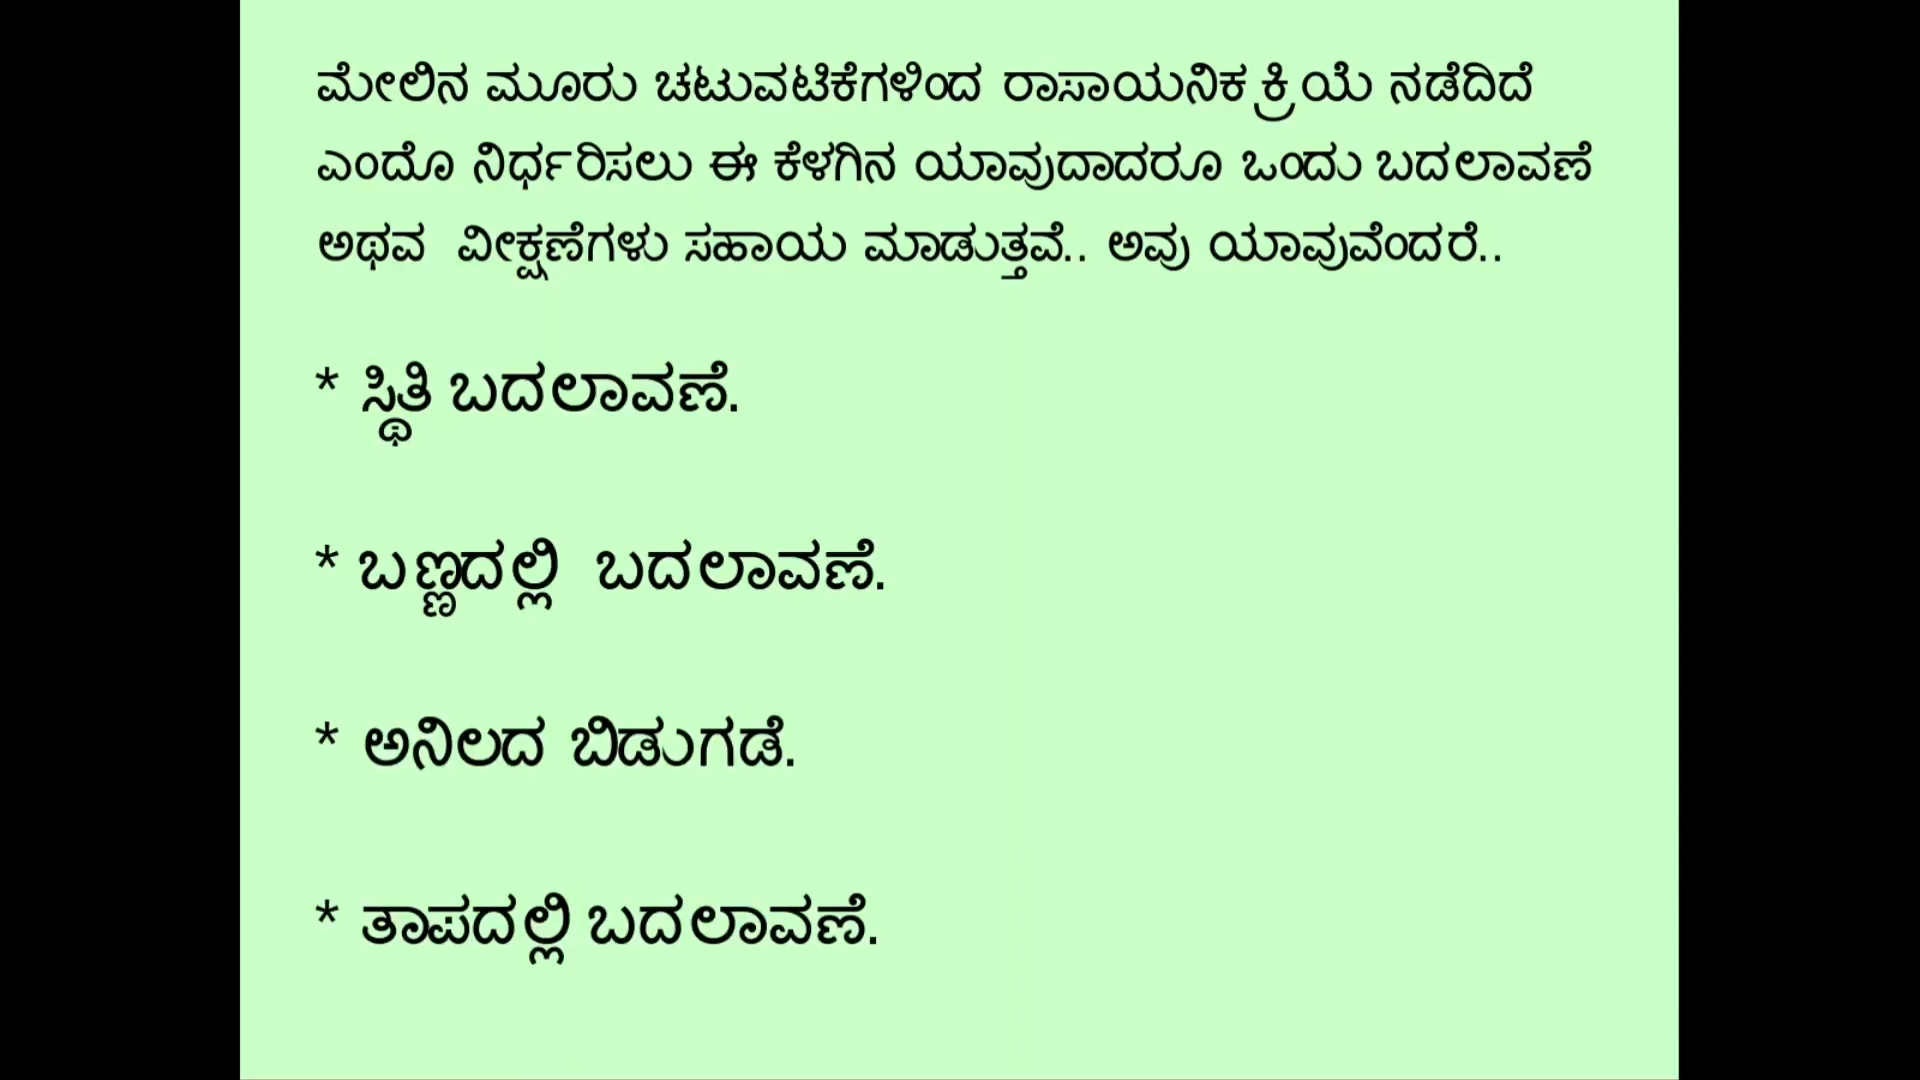 ಮೇಲಿನ ಮೂರು ಚಟುವಟಿಕೆಗಳಿಂದ ರಾಸಾಯನಿಕ ಕ್ರಿಯೆ ನಡೆದಿದೆ
ಎಂದೊ ನಿರ್ಧರಿಸಲು ಈ ಕೆಳಗಿನ ಯಾವುದಾದರೂ ಒಂದು ಬದಲಾವಣೆ
ಅಥವ ವೀಕ್ಷಣೆಗಳು ಸಹಾಯ ಮಾಡುತ್ತವೆ.. ಅವು ಯಾವುವೆಂದರೆ..
* ಸ್ಥಿತಿ ಬದಲಾವಣೆ.
* ಬಣ್ಣದಲ್ಲಿ ಬದಲಾವಣೆ.
* ಅನಿಲದ ಬಿಡುಗಡೆ.
* ತಾಪದಲ್ಲಿ ಬದಲಾವಣೆ.